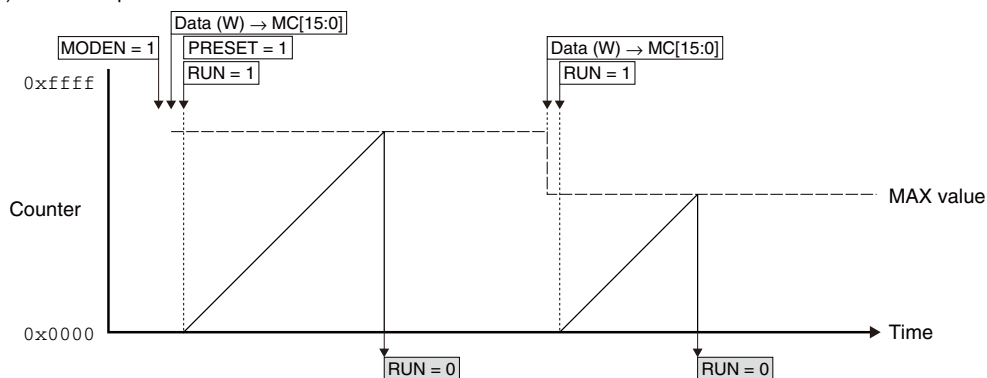 Data (W) → MC[15:0]
MODEN = 1
PRESET = 1
Data (W) → MC[15:0]
RUN = 1
RUN = 1
0xffff
Counter
MAX value
0x0000
Time
RUN = 0
RUN = 0